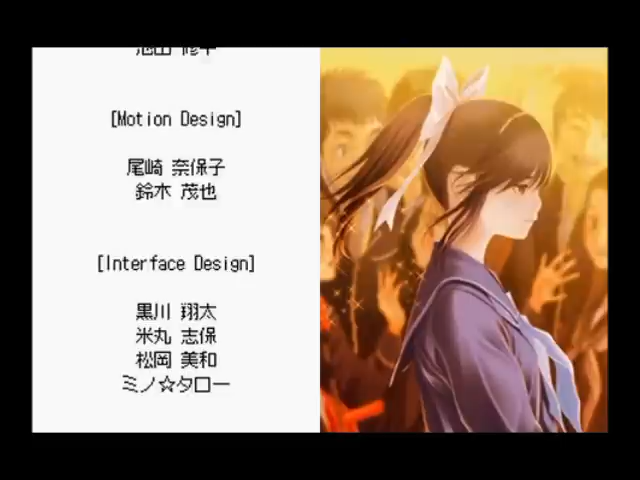 [Motion Design]
尾崎 奈保子
鈴木 茂也
[Interface Design]
黒川 翔太
米丸 志保
松岡 美和
ミノ☆タロー